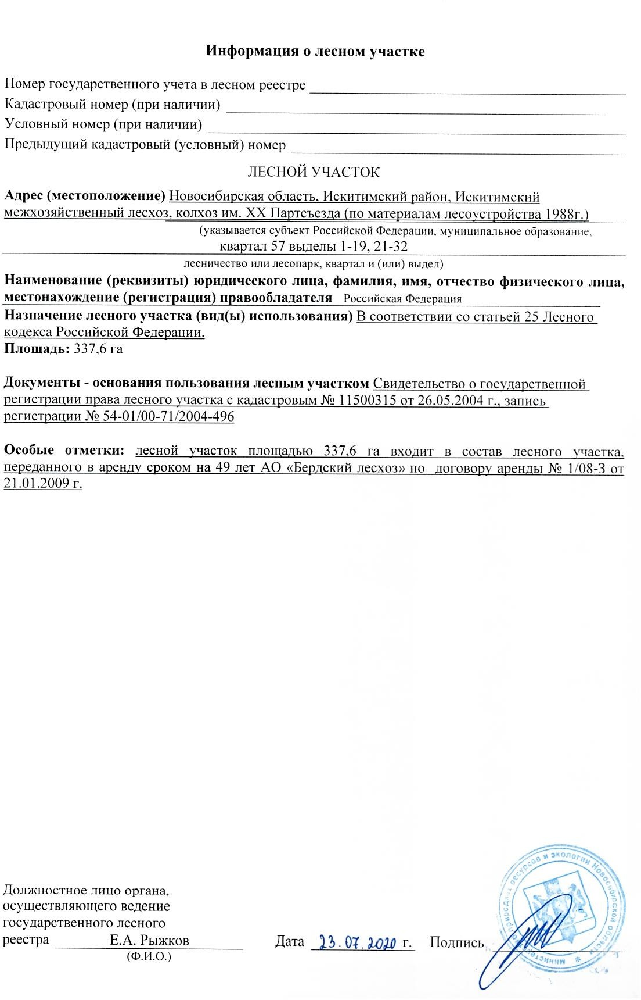 Информация о лесном участке
Номер государственного учета в лесном реестре
Кадастровый номер (при наличии)
Условный номер (при наличии)
Предыдущий кадастровый (условный) номер
ЛЕСНОЙ УЧАСТОК
Адрес (местоположение) Новосибирская область, Искитимский район, Искитимский
межхозяйственный лесхоз, колхоз им. XX Партсъезда (по материалам лесоустройства 1988г.)
(указывается субъект Российской Федерации, муниципальное образование,
квартал 57 выделы 1-19, 21-32
лесничество или лесопарк, квартал и (или) выдел)
Наименование (реквизиты) юридического лица, фамилия, имя, отчество физического лица,
местонахождение (регистрация) правообладателя Российская Федерация
Назначение лесного участка (вид(ы) использования) В соответствии со статьей 25 Лесного
кодекса Российской Федерации.
Площадь: 337,6 га
Документы - основания пользования лесным участком Свидетельство о государственной
регистрации права лесного участка с кадастровым № 11500315 от 26.05.2004 г., запись
регистрации № 54-01/00-71/2004-496
Особые отметки: лесной участок площадью 337,6 га входит в состав лесного участка,
переданного в аренду сроком на 49 лет АО «Бердский лесхоз» по договору аренды № 1/08-З от
21.01.2009 г.
Должностное лицо органа,
осуществляющего ведение
государственного лесного
реестра Е.А. Рыжков Дата 23.07.2020 г. Подпись
(Ф.И.О.)
министерство природных ресурсов и экологии Новосибирской области *